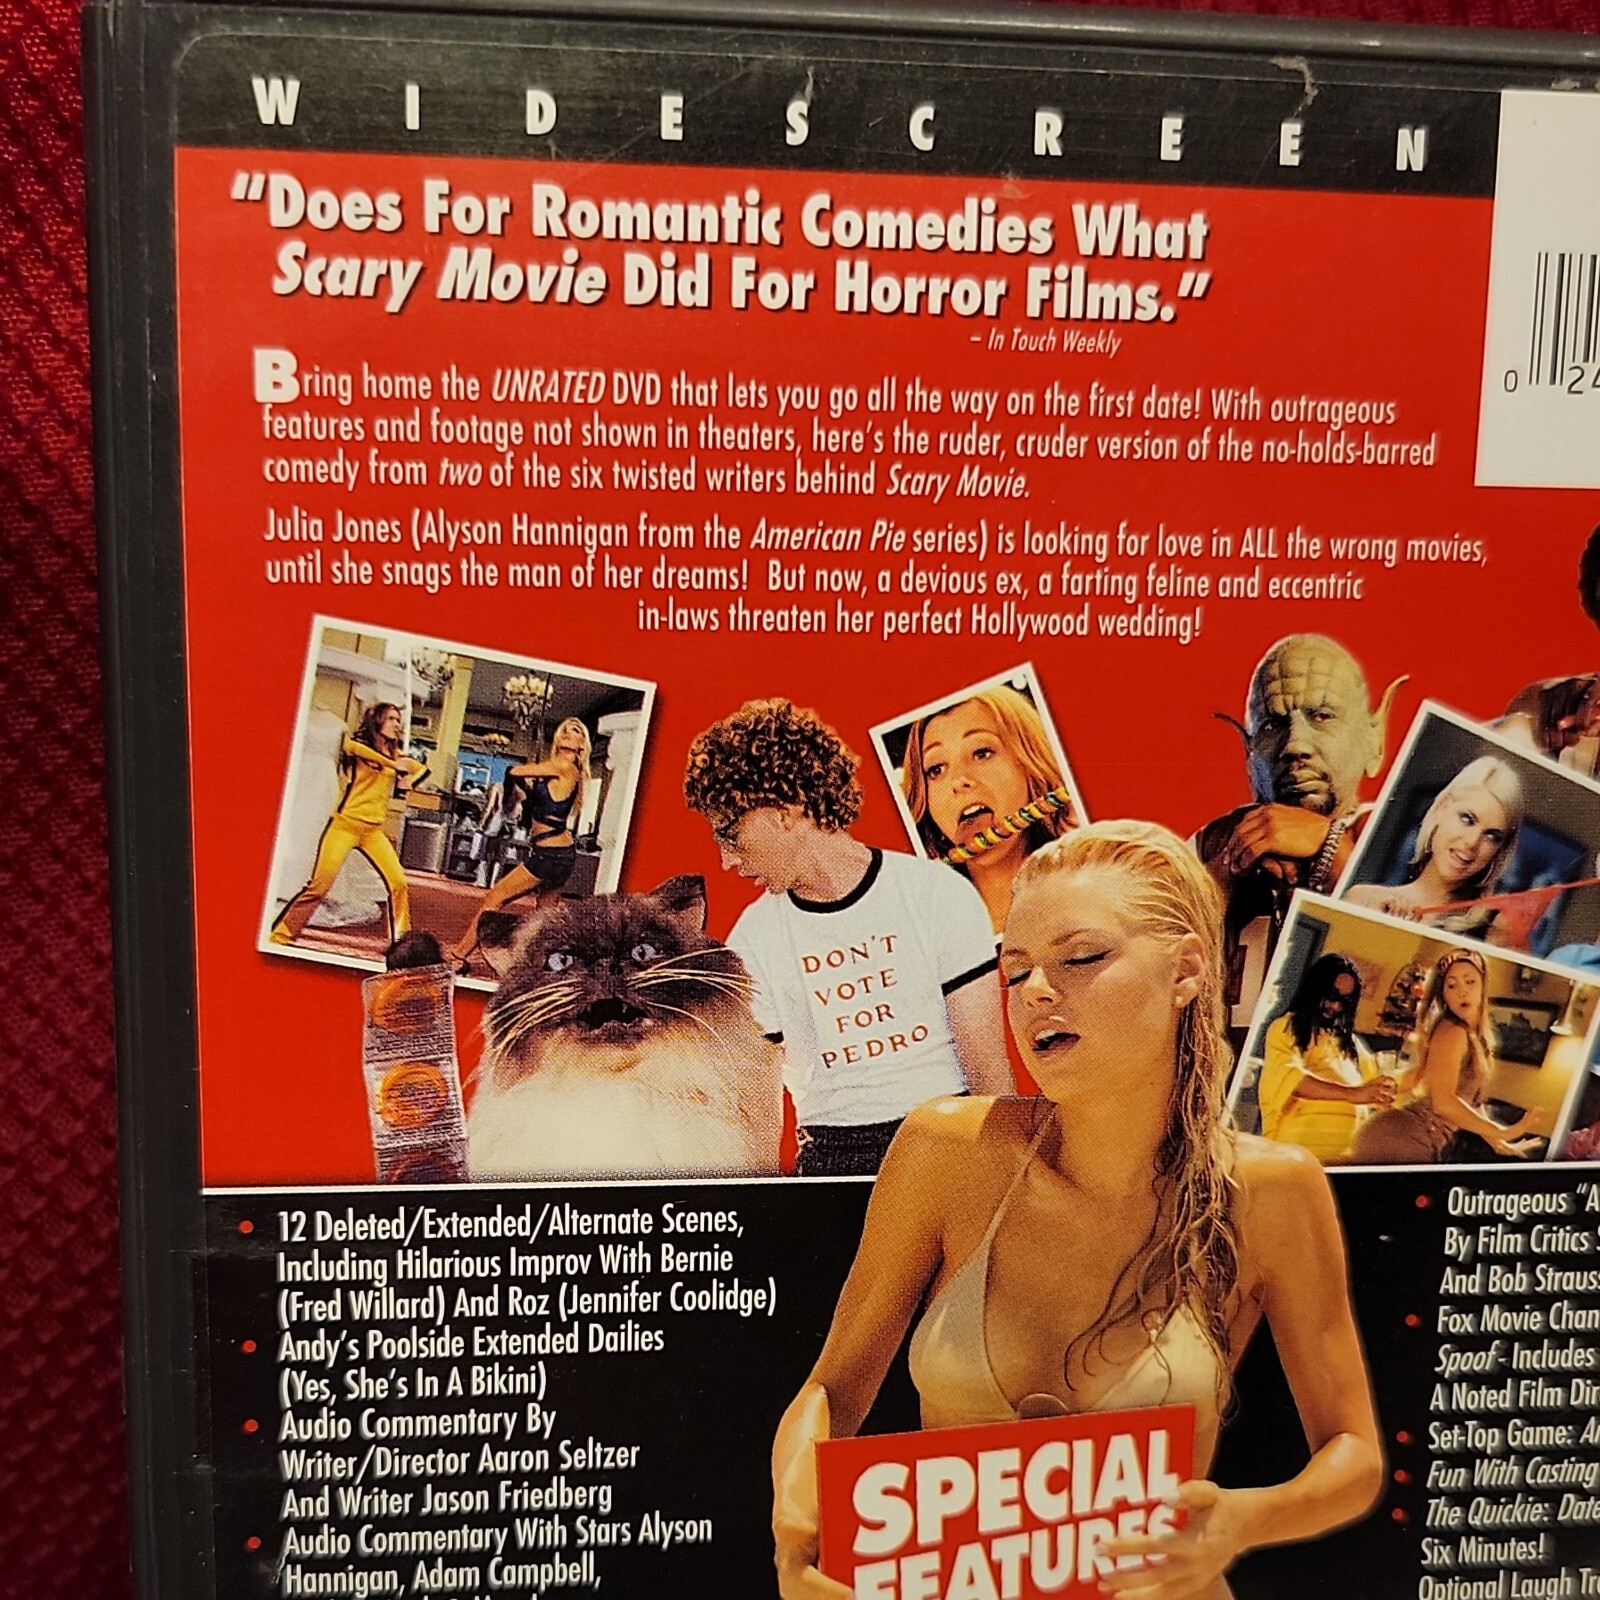 WIDESCREEN
"Does For Romantic Comedies What
Scary Movie Did For Horror Films."
– In Touch Weekly
Bring home the UNRATED DVD that lets you go all the way on the first date! With outrageous
features and footage not shown in theaters, here's the ruder, cruder version of the no-holds-barred
comedy from two of the six twisted writers behind Scary Movie.
Julia Jones (Alyson Hannigan from the American Pie series) is looking for love in ALL the wrong movies,
until she snags the man of her dreams! But now, a devious ex, a farting feline and eccentric
in-laws threaten her perfect Hollywood wedding!
0 24
DON'T
VOTE
FOR
PEDRO
• 12 Deleted/Extended/Alternate Scenes,
Including Hilarious Improv With Bernie
(Fred Willard) And Roz (Jennifer Coolidge)
• Andy's Poolside Extended Dailies
(Yes, She's In A Bikini)
• Audio Commentary By
Writer/Director Aaron Seltzer
And Writer Jason Friedberg
• Audio Commentary With Stars Alyson
Hannigan, Adam Campbell,
SPECIAL
FEATURES
• Outrageous "A
By Film Critics
And Bob Strauss
• Fox Movie Chan
Spoof - Includes
A Noted Film Dir
• Set-Top Game:
• Fun With Casting
• The Quickie: Date
Six Minutes!
Optional Laugh Tr